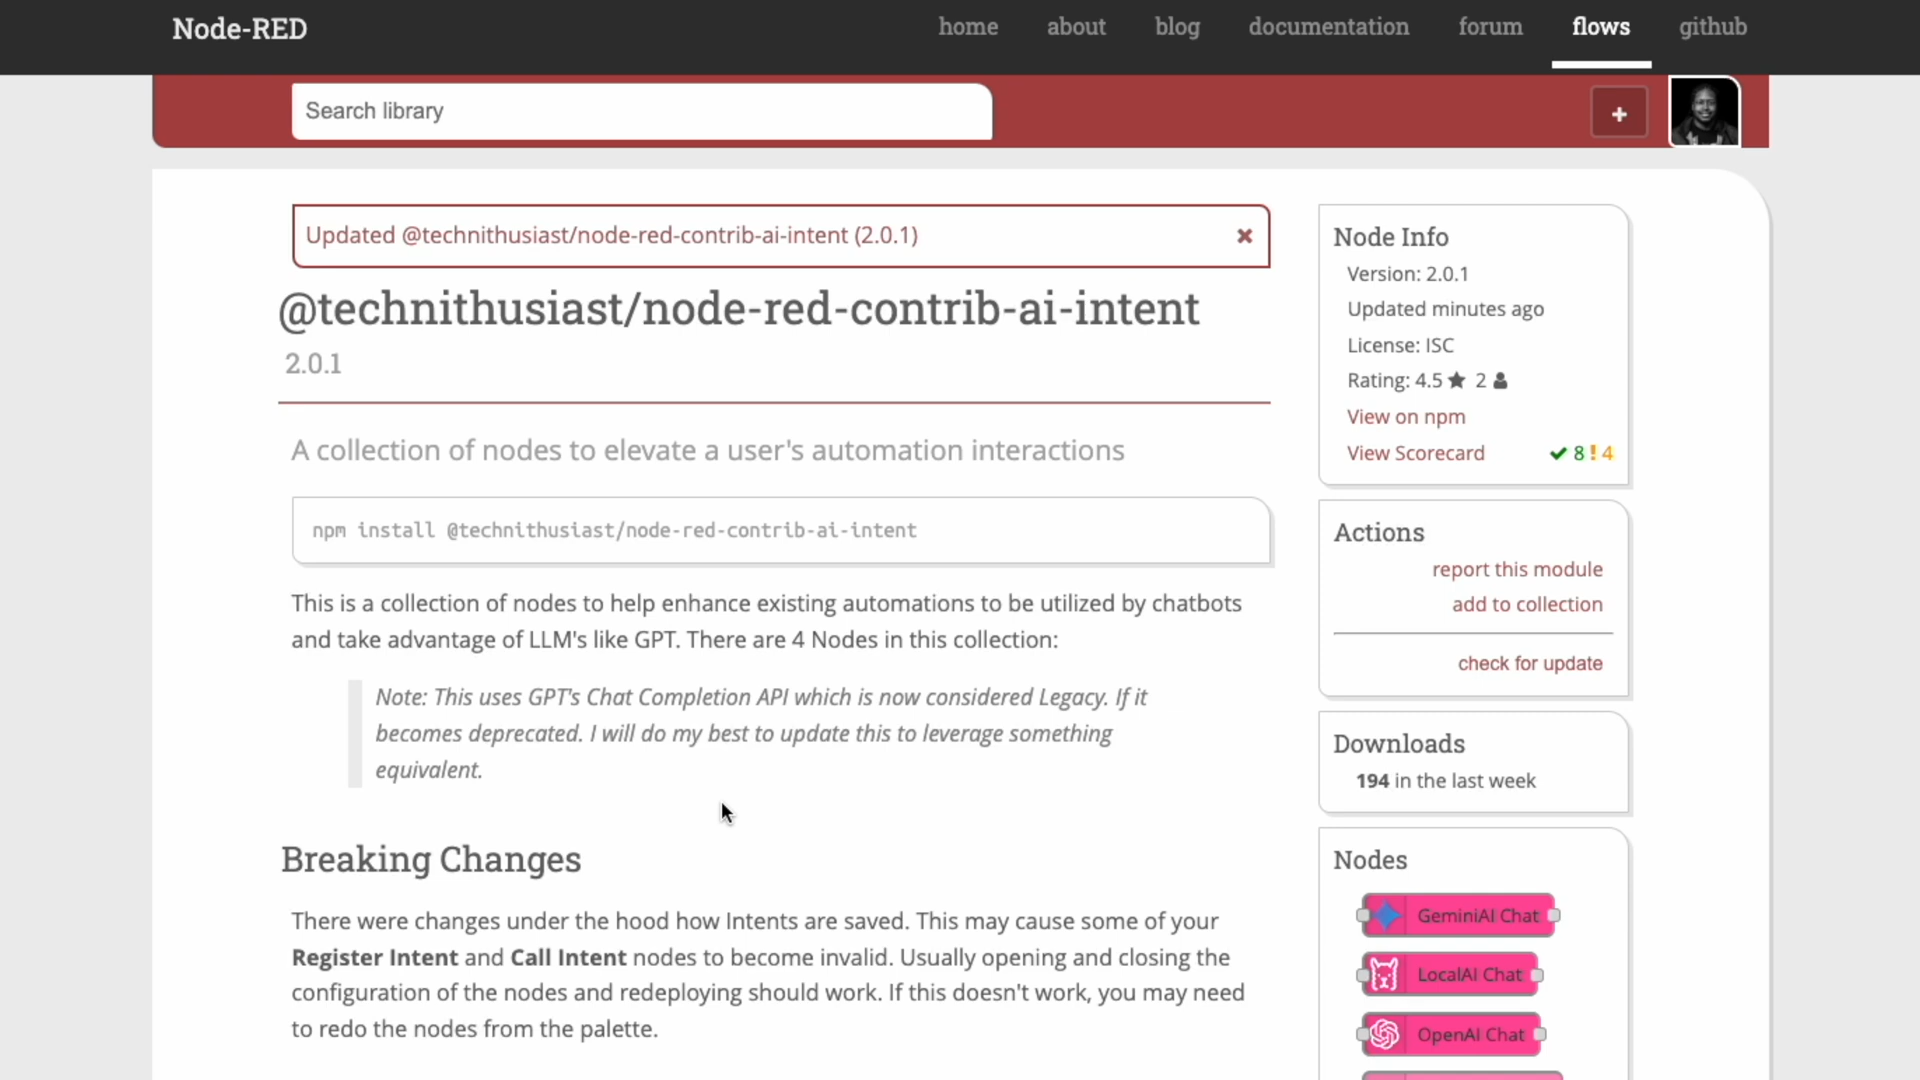 Node-RED
home
about
blog
documentation
forum
flows
github
Search library
+
Updated @technithusiast/node-red-contrib-ai-intent (2.0.1)
@technithusiast/node-red-contrib-ai-intent
2.0.1
A collection of nodes to elevate a user's automation interactions
npm install @technithusiast/node-red-contrib-ai-intent
This is a collection of nodes to help enhance existing automations to be utilized by chatbots
and take advantage of LLM's like GPT. There are 4 Nodes in this collection:
Note: This uses GPT's Chat Completion API which is now considered Legacy. If it
becomes deprecated. I will do my best to update this to leverage something
equivalent.
Breaking Changes
There were changes under the hood how Intents are saved. This may cause some of your
Register Intent and Call Intent nodes to become invalid. Usually opening and closing the
configuration of the nodes and redeploying should work. If this doesn't work, you may need
to redo the nodes from the palette.
Node Info
Version: 2.0.1
Updated minutes ago
License: ISC
Rating: 4.5 ★ 2
View on npm
View Scorecard ✔ 8 ! 4
Actions
report this module
add to collection
check for update
Downloads
194 in the last week
Nodes
GeminiAI Chat
LocalAI Chat
OpenAI Chat